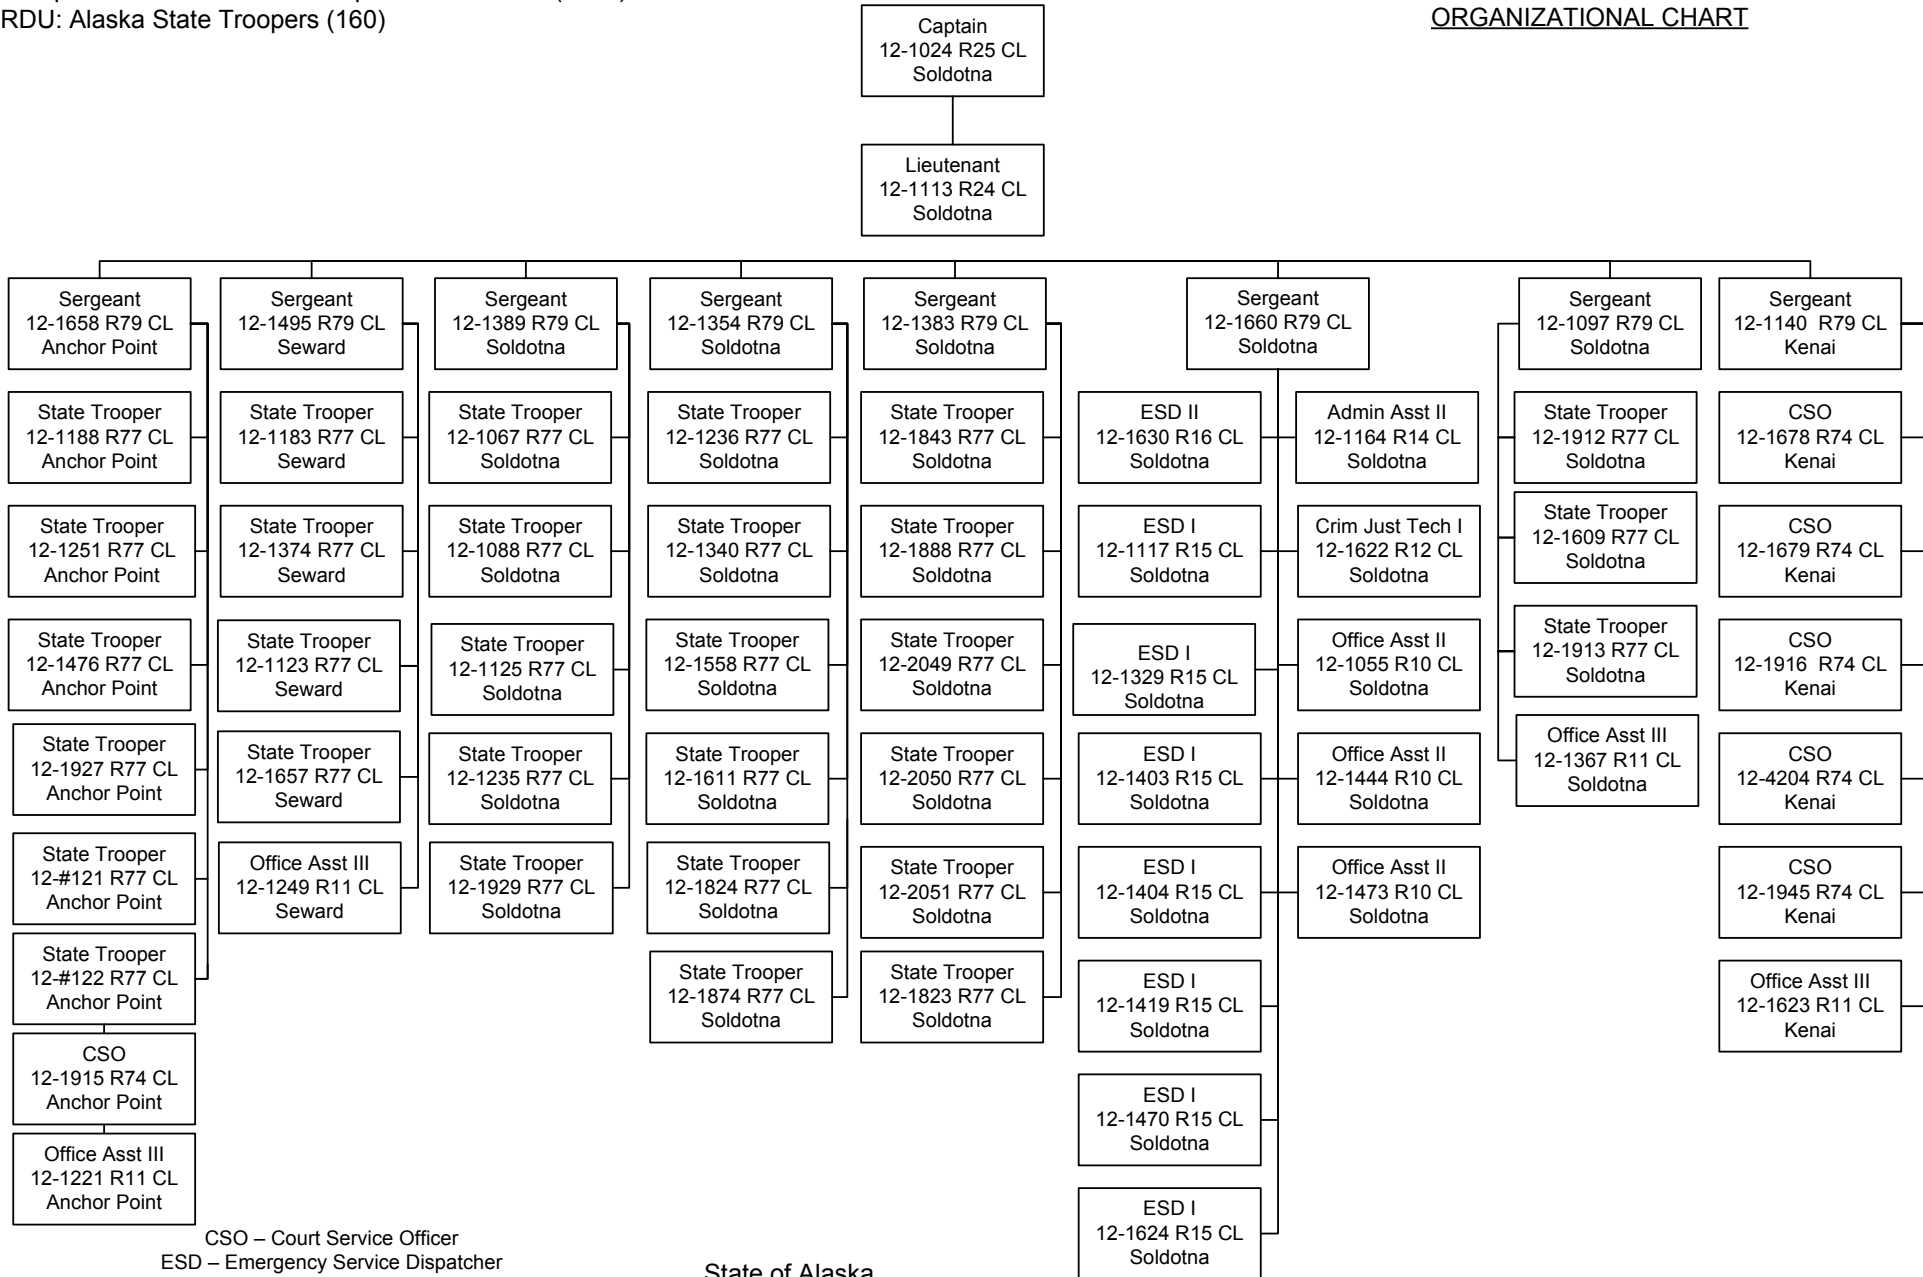 RDU: Alaska State Troopers (160)
ORGANIZATIONAL CHART
Captain
12-1024 R25 CL
Soldotna
Lieutenant
12-1113 R24 CL
Soldotna
Sergeant
12-1658 R79 CL
Anchor Point
State Trooper
12-1188 R77 CL
Anchor Point
State Trooper
12-1251 R77 CL
Anchor Point
State Trooper
12-1476 R77 CL
Anchor Point
State Trooper
12-1927 R77 CL
Anchor Point
State Trooper
12-#121 R77 CL
Anchor Point
State Trooper
12-#122 R77 CL
Anchor Point
CSO
12-1915 R74 CL
Anchor Point
Office Asst III
12-1221 R11 CL
Anchor Point
Sergeant
12-1495 R79 CL
Seward
State Trooper
12-1183 R77 CL
Seward
State Trooper
12-1374 R77 CL
Seward
State Trooper
12-1123 R77 CL
Seward
State Trooper
12-1657 R77 CL
Seward
Office Asst III
12-1249 R11 CL
Seward
Sergeant
12-1389 R79 CL
Soldotna
State Trooper
12-1067 R77 CL
Soldotna
State Trooper
12-1088 R77 CL
Soldotna
State Trooper
12-1125 R77 CL
Soldotna
State Trooper
12-1235 R77 CL
Soldotna
State Trooper
12-1929 R77 CL
Soldotna
Sergeant
12-1354 R79 CL
Soldotna
State Trooper
12-1236 R77 CL
Soldotna
State Trooper
12-1340 R77 CL
Soldotna
State Trooper
12-1558 R77 CL
Soldotna
State Trooper
12-1611 R77 CL
Soldotna
State Trooper
12-1824 R77 CL
Soldotna
State Trooper
12-1874 R77 CL
Soldotna
Sergeant
12-1383 R79 CL
Soldotna
State Trooper
12-1843 R77 CL
Soldotna
State Trooper
12-1888 R77 CL
Soldotna
State Trooper
12-2049 R77 CL
Soldotna
State Trooper
12-2050 R77 CL
Soldotna
State Trooper
12-2051 R77 CL
Soldotna
State Trooper
12-1823 R77 CL
Soldotna
Sergeant
12-1660 R79 CL
Soldotna
ESD II
12-1630 R16 CL
Soldotna
ESD I
12-1117 R15 CL
Soldotna
ESD I
12-1329 R15 CL
Soldotna
ESD I
12-1403 R15 CL
Soldotna
ESD I
12-1404 R15 CL
Soldotna
ESD I
12-1419 R15 CL
Soldotna
ESD I
12-1470 R15 CL
Soldotna
ESD I
12-1624 R15 CL
Soldotna
Admin Asst II
12-1164 R14 CL
Soldotna
Crim Just Tech I
12-1622 R12 CL
Soldotna
Office Asst II
12-1055 R10 CL
Soldotna
Office Asst II
12-1444 R10 CL
Soldotna
Office Asst II
12-1473 R10 CL
Soldotna
Sergeant
12-1097 R79 CL
Soldotna
State Trooper
12-1912 R77 CL
Soldotna
State Trooper
12-1609 R77 CL
Soldotna
State Trooper
12-1913 R77 CL
Soldotna
Office Asst III
12-1367 R11 CL
Soldotna
Sergeant
12-1140 R79 CL
Kenai
CSO
12-1678 R74 CL
Kenai
CSO
12-1679 R74 CL
Kenai
CSO
12-1916 R74 CL
Kenai
CSO
12-4204 R74 CL
Kenai
CSO
12-1945 R74 CL
Kenai
Office Asst III
12-1623 R11 CL
Kenai
CSO – Court Service Officer
ESD – Emergency Service Dispatcher
State of Alaska